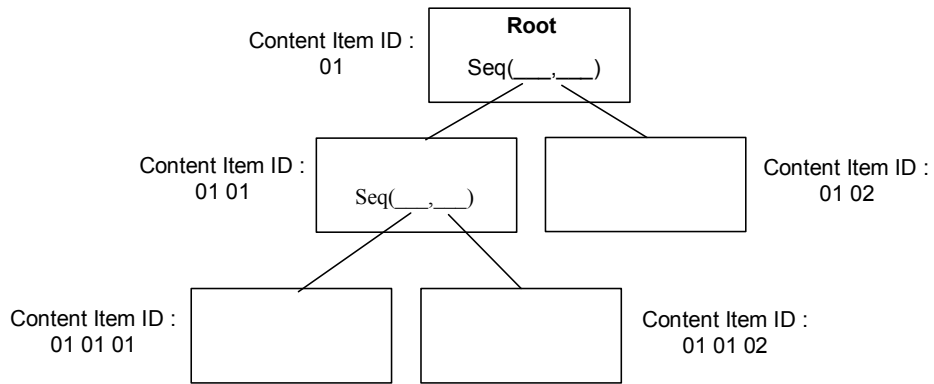 Root
Content Item ID :
01
Seq(___,___)
Content Item ID :
01 01
Content Item ID :
01 02
Seq(___,___)
Content Item ID :
01 01 01
Content Item ID :
01 01 02